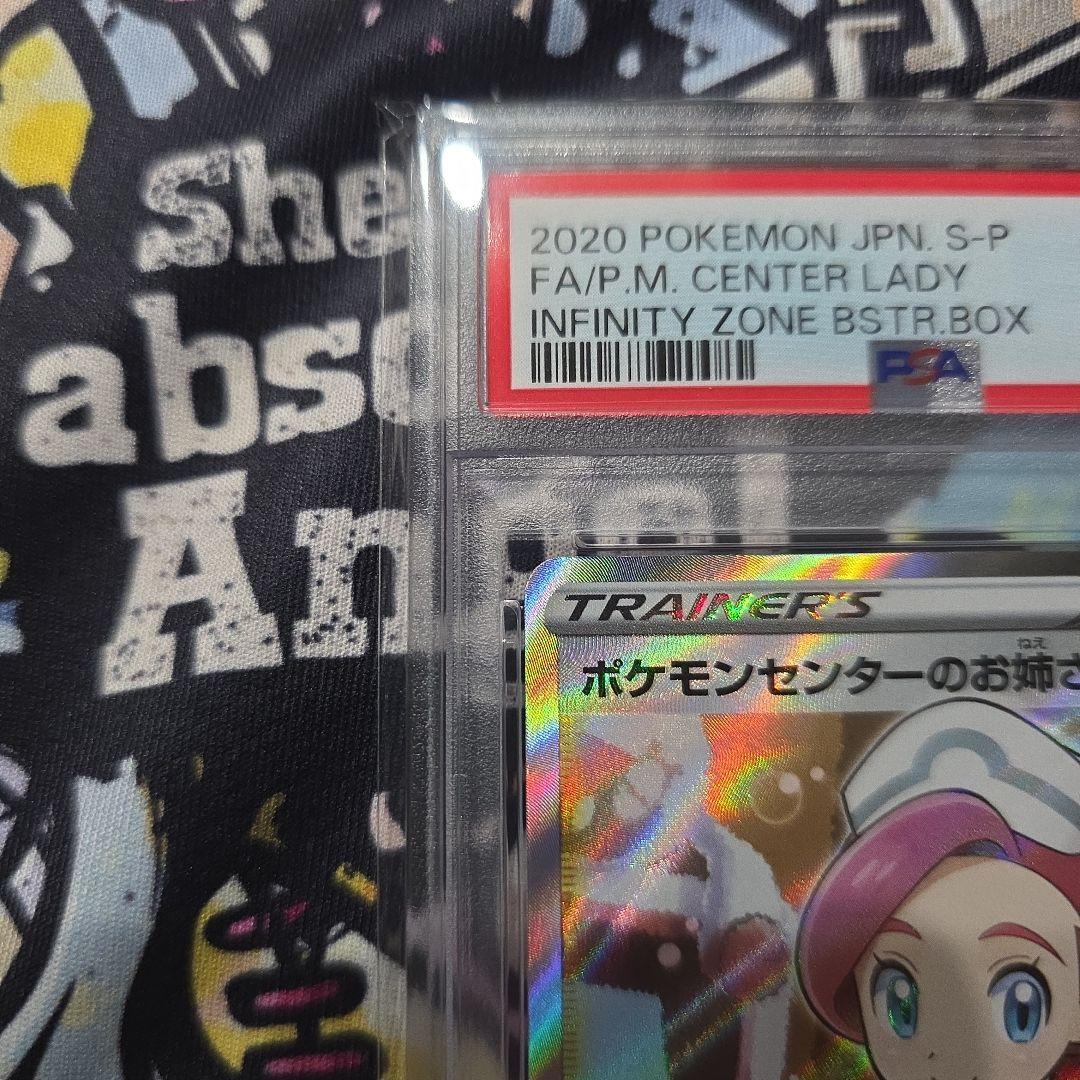 She
abso
An
2020 POKEMON JPN. S-P
FA/P.M. CENTER LADY
INFINITY ZONE BSTR.BOX
PSA
TRAINER'S
ねえ
ポケモンセンターのお姉さ